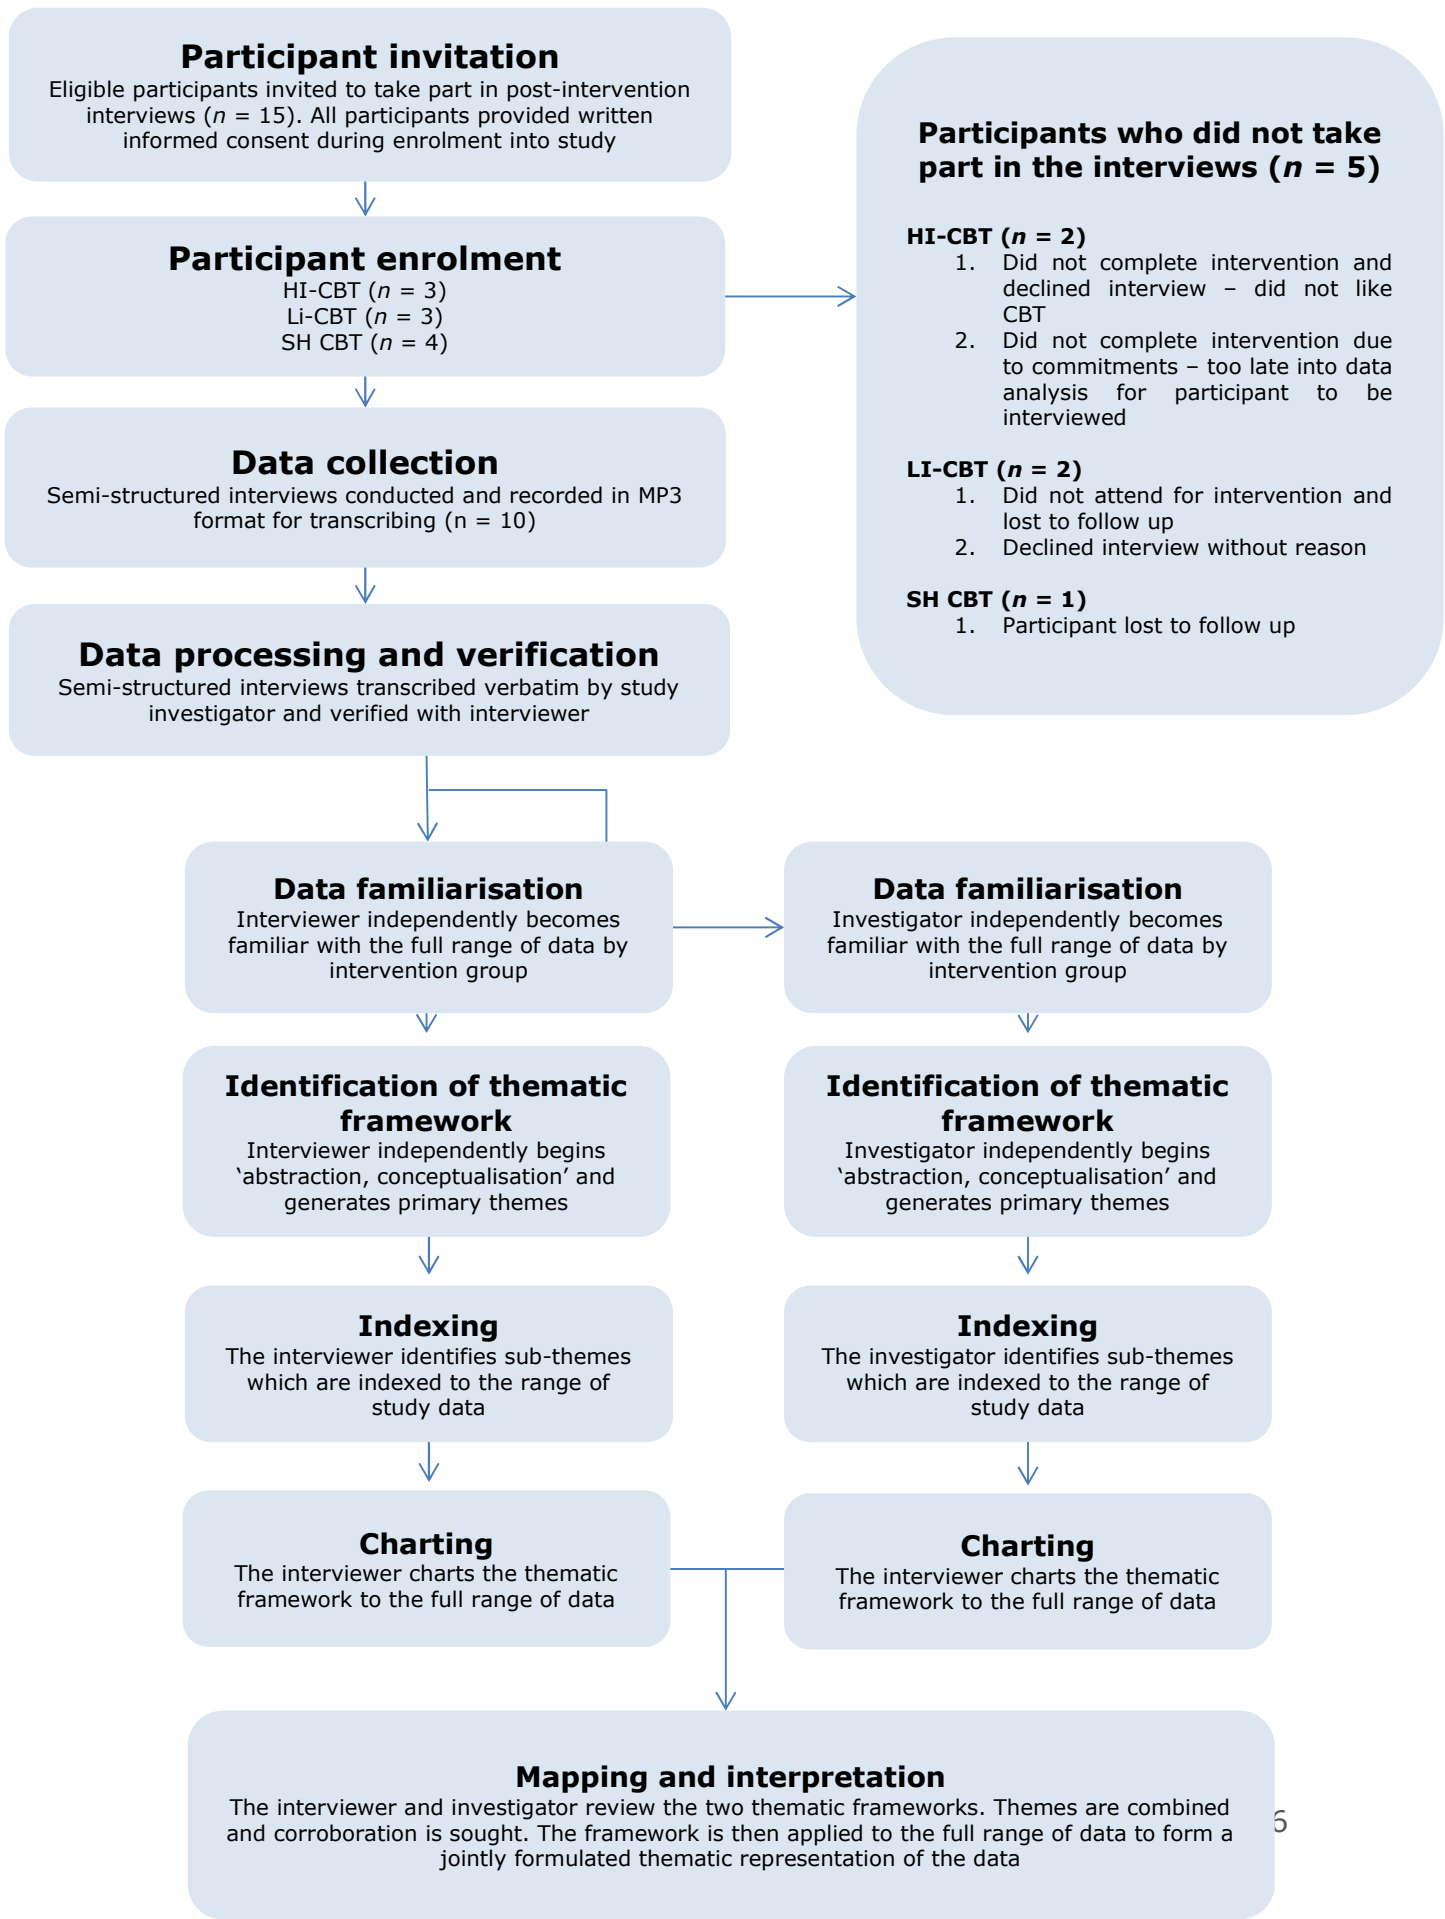 Participant invitation
Eligible participants invited to take part in post-intervention
interviews (n = 15). All participants provided written
informed consent during enrolment into study
Participant enrolment
HI-CBT (n = 3)
Li-CBT (n = 3)
SH CBT (n = 4)
Participants who did not take
part in the interviews (n = 5)
HI-CBT (n = 2)
1. Did not complete intervention and
declined interview – did not like
CBT
2. Did not complete intervention due
to commitments – too late into data
analysis for participant to be
interviewed
LI-CBT (n = 2)
1. Did not attend for intervention and
lost to follow up
2. Declined interview without reason
SH CBT (n = 1)
1. Participant lost to follow up
Data collection
Semi-structured interviews conducted and recorded in MP3
format for transcribing (n = 10)
Data processing and verification
Semi-structured interviews transcribed verbatim by study
investigator and verified with interviewer
Data familiarisation
Interviewer independently becomes
familiar with the full range of data by
intervention group
Data familiarisation
Investigator independently becomes
familiar with the full range of data by
intervention group
Identification of thematic
framework
Interviewer independently begins
‘abstraction, conceptualisation’ and
generates primary themes
Identification of thematic
framework
Investigator independently begins
‘abstraction, conceptualisation’ and
generates primary themes
Indexing
The interviewer identifies sub-themes
which are indexed to the range of
study data
Indexing
The investigator identifies sub-themes
which are indexed to the range of
study data
Charting
The interviewer charts the thematic
framework to the full range of data
Charting
The interviewer charts the thematic
framework to the full range of data
Mapping and interpretation
The interviewer and investigator review the two thematic frameworks. Themes are combined
and corroboration is sought. The framework is then applied to the full range of data to form a
jointly formulated thematic representation of the data